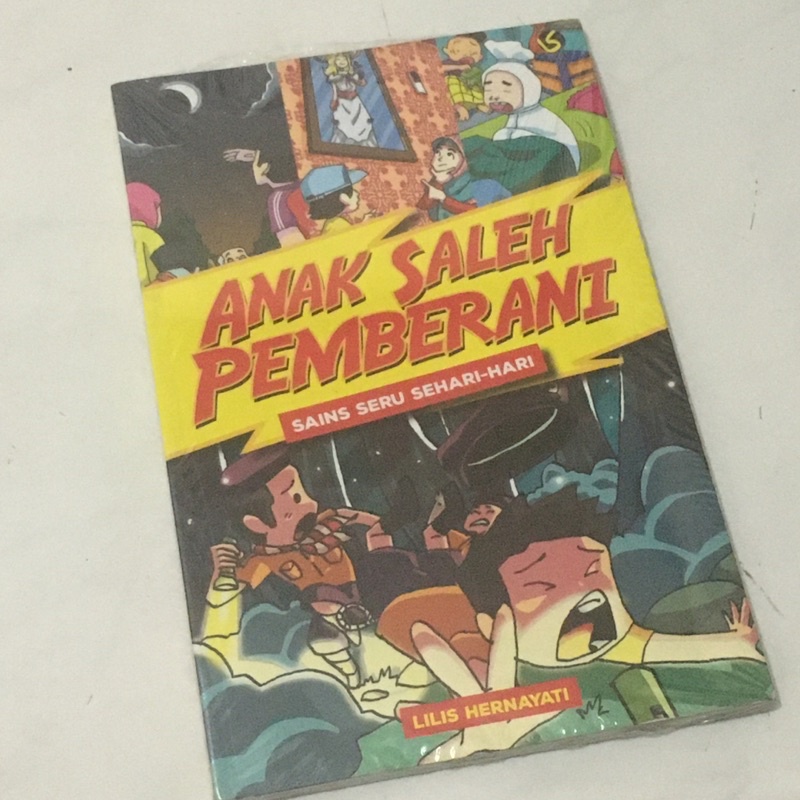 ANAK SALEH
PEMBERANI
SAINS SERU SEHARI-HARI
LILIS HERNAYATI